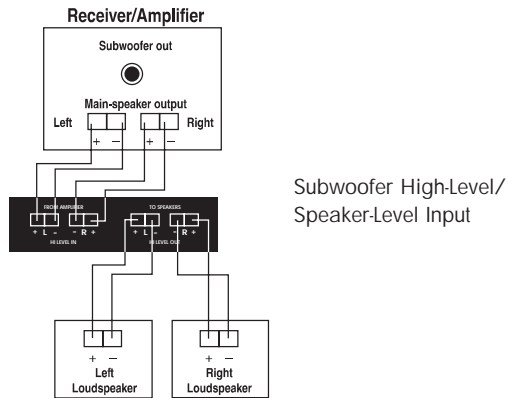 Receiver/Amplifier
Subwoofer out
Main-speaker output
Left Right
+ – + –
Subwoofer High-Level/
Speaker-Level Input
FROM AMPLIFIER TO SPEAKERS
+ L - - R + + L - - R +
HI LEVEL IN HI LEVEL OUT
+ – + –
Left Right
Loudspeaker Loudspeaker